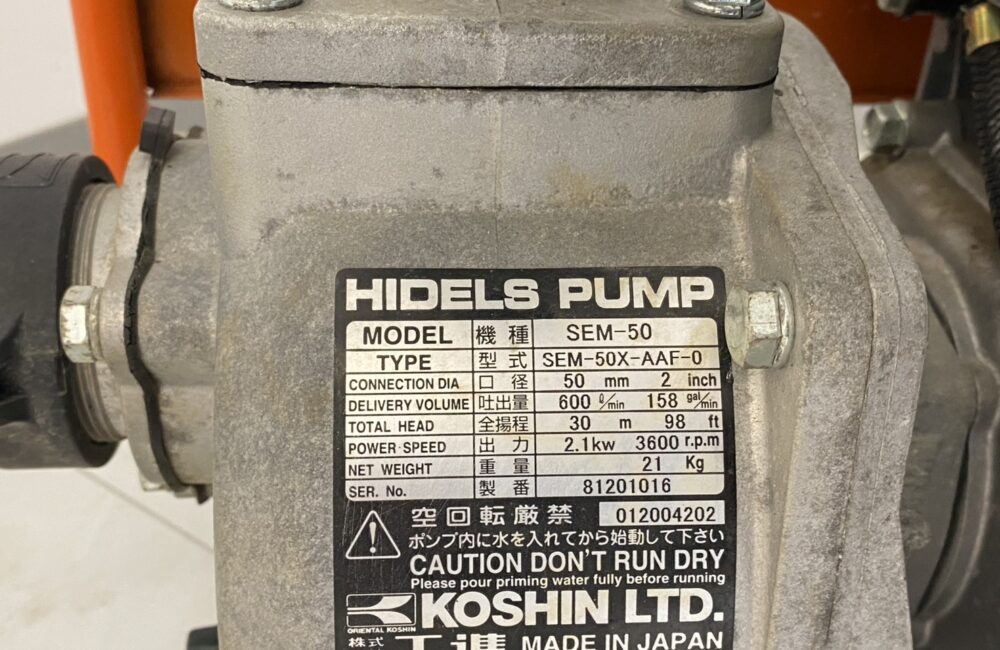 HIDELS PUMP
MODEL 機種 SEM-50
TYPE 型式 SEM-50X-AAF-0
CONNECTION DIA 口径 50 mm 2 inch
DELIVERY VOLUME 吐出量 600 ℓ/min 158 gal/min
TOTAL HEAD 全揚程 30 m 98 ft
POWER·SPEED 出力 2.1kw 3600 r.p.m
NET WEIGHT 重量 21 Kg
SER. No. 製番 81201016
空回転厳禁 012004202
ポンプ内に水を入れてから始動して下さい
CAUTION DON'T RUN DRY
Please pour priming water fully before running
KOSHIN LTD.
ORIENTAL KOSHIN
株式 工進 MADE IN JAPAN